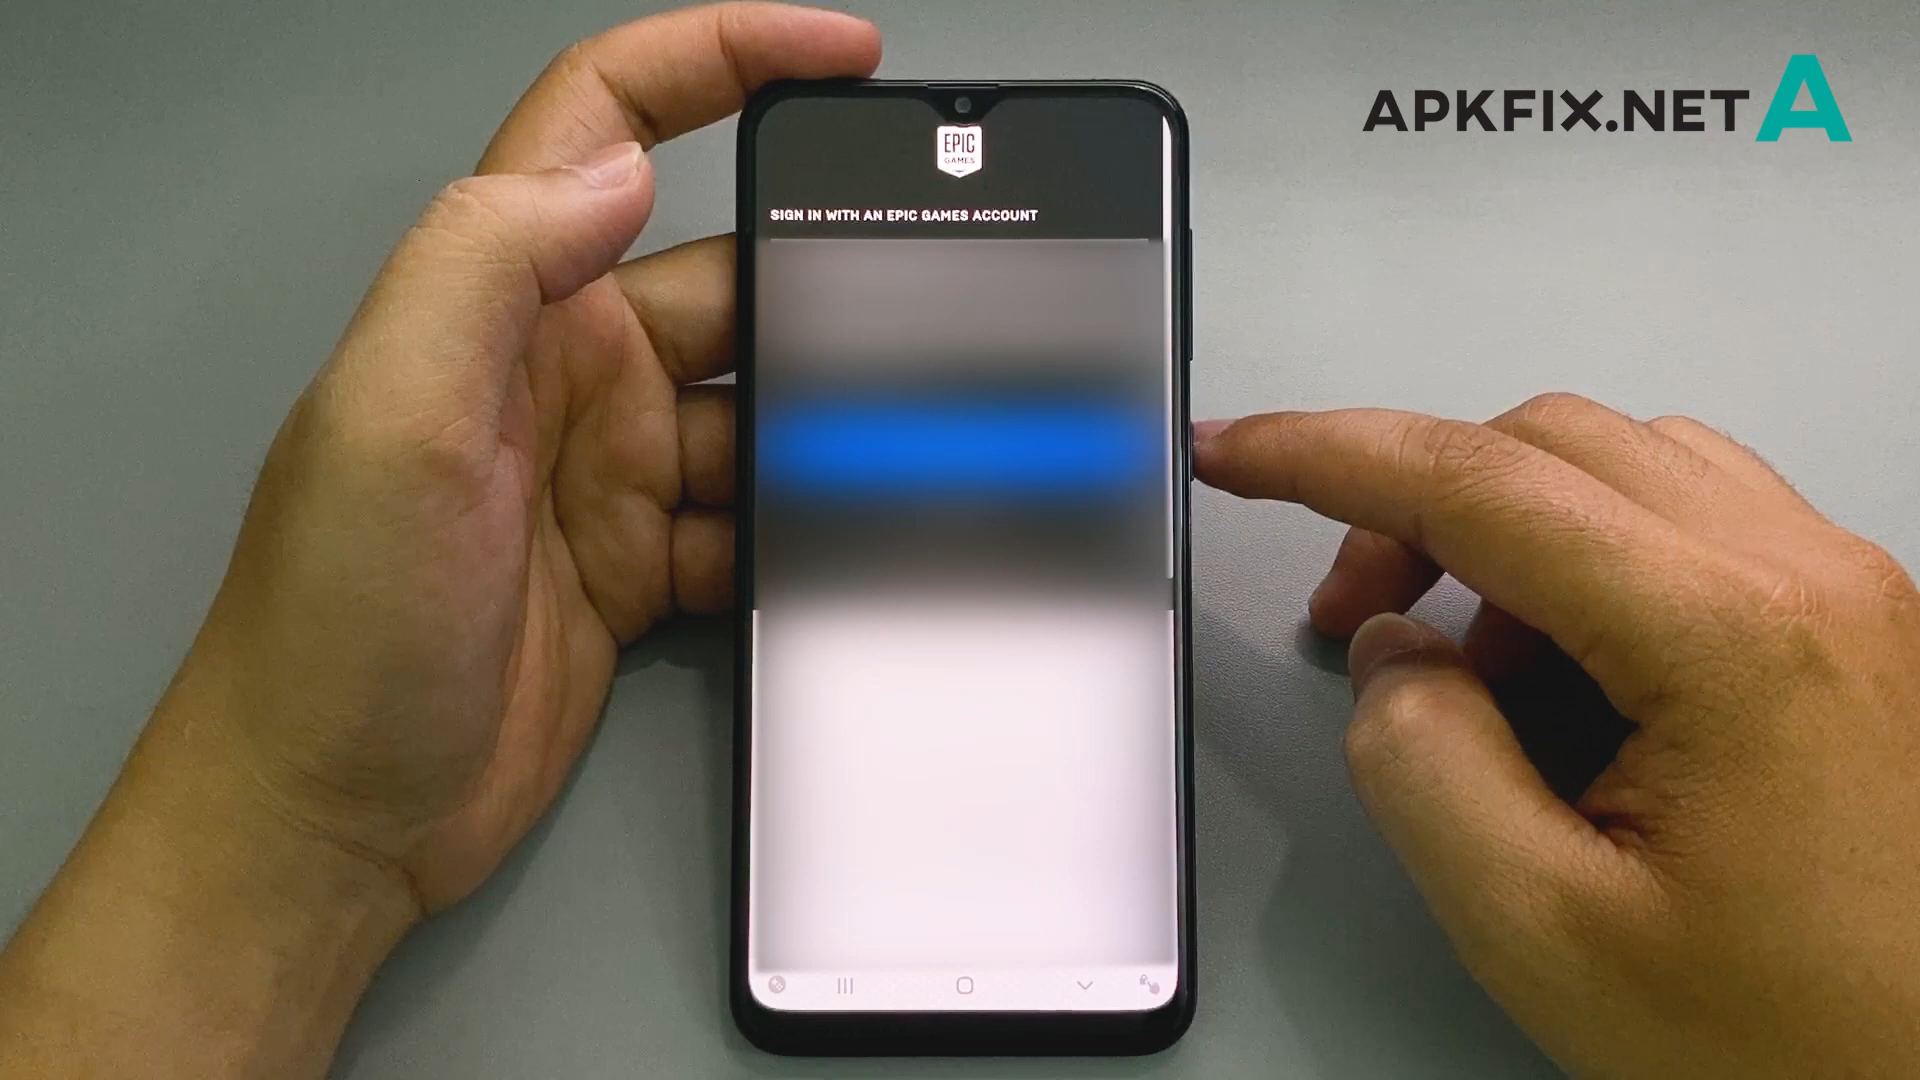 APKFIX.NET A
EPIC
GAMES
SIGN IN WITH AN EPIC GAMES ACCOUNT